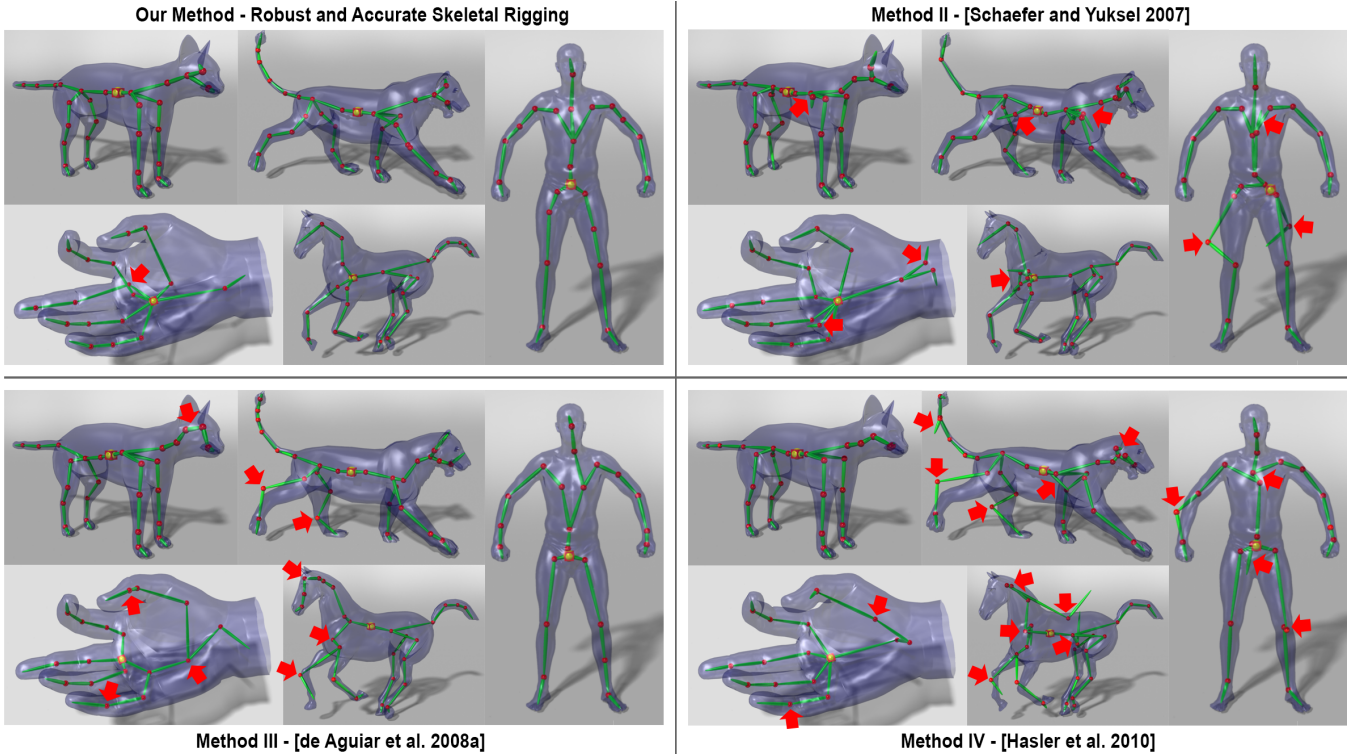 Our Method - Robust and Accurate Skeletal Rigging
Method II - [Schaefer and Yuksel 2007]
Method III - [de Aguiar et al. 2008a]
Method IV - [Hasler et al. 2010]